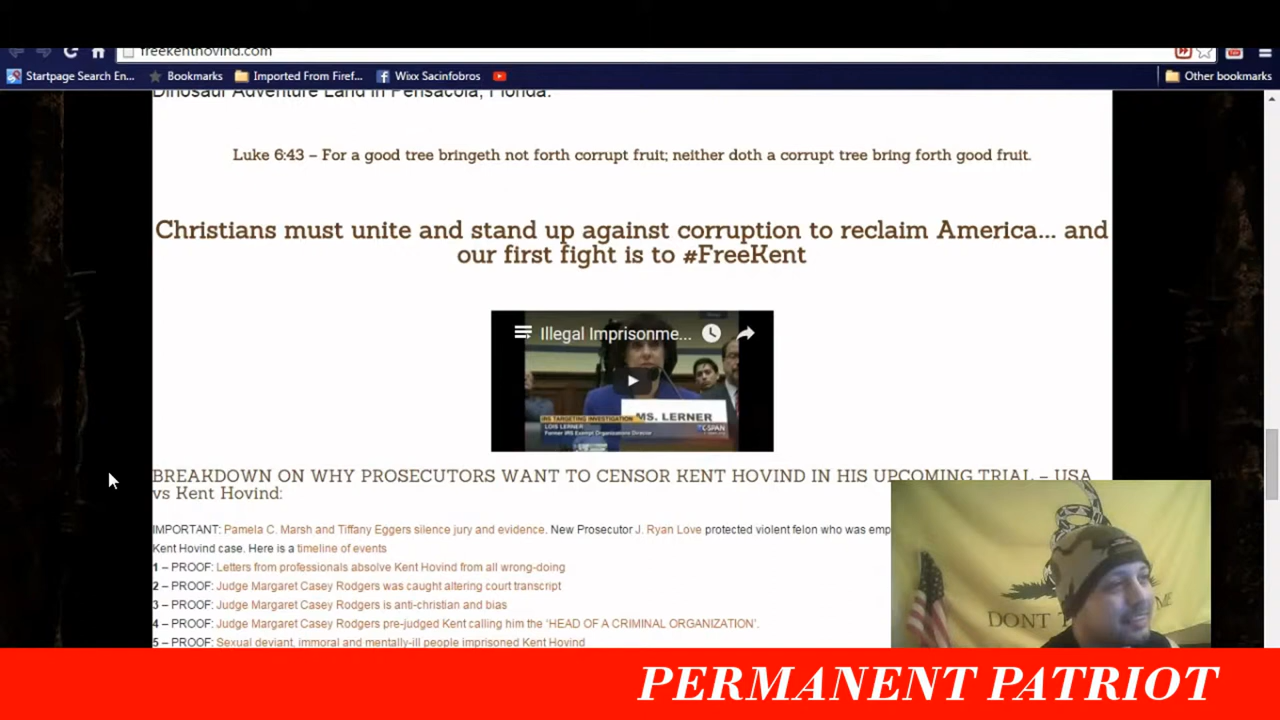 freekenthovind.com
Startpage Search En...
Bookmarks
Imported From Firef...
Wixx Sacinfobros
Other bookmarks
Dinosaur Adventure Land in Pensacola, Florida.
Luke 6:43 – For a good tree bringeth not forth corrupt fruit; neither doth a corrupt tree bring forth good fruit.
Christians must unite and stand up against corruption to reclaim America... and
our first fight is to #FreeKent
Illegal Imprisonme...
MS. LERNER
IRS TARGETING INVESTIGATION
LOIS LERNER
Former IRS Exempt Organizations Director
C-SPAN
BREAKDOWN ON WHY PROSECUTORS WANT TO CENSOR KENT HOVIND IN HIS UPCOMING TRIAL – USA
vs Kent Hovind:
IMPORTANT: Pamela C. Marsh and Tiffany Eggers silence jury and evidence. New Prosecutor J. Ryan Love protected violent felon who was emp
Kent Hovind case. Here is a timeline of events
1 – PROOF: Letters from professionals absolve Kent Hovind from all wrong-doing
2 – PROOF: Judge Margaret Casey Rodgers was caught altering court transcript
3 – PROOF: Judge Margaret Casey Rodgers is anti-christian and bias
4 – PROOF: Judge Margaret Casey Rodgers pre-judged Kent calling him the 'HEAD OF A CRIMINAL ORGANIZATION'.
5 – PROOF: Sexual deviant, immoral and mentally-ill people imprisoned Kent Hovind
DONT T ME
PERMANENT PATRIOT